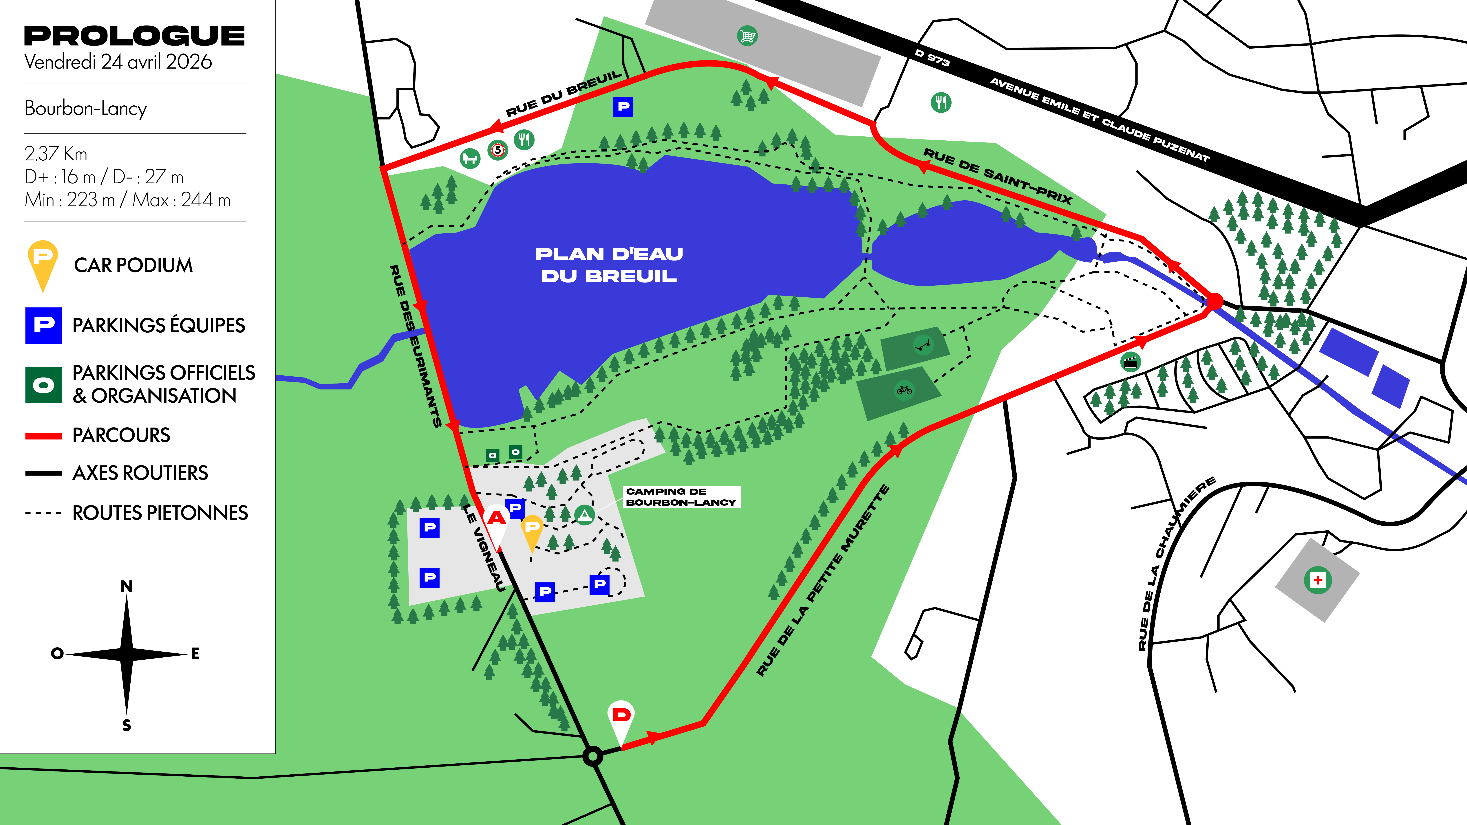 PROLOGUE
Vendredi 24 avril 2026
Bourbon-Lancy
2,37 Km
D+ : 16 m / D- : 27 m
Min : 223 m / Max : 244 m
P
CAR PODIUM
P
PARKINGS ÉQUIPES
O
PARKINGS OFFICIELS
& ORGANISATION
PARCOURS
AXES ROUTIERS
ROUTES PIETONNES
N
O
E
S
D 973
AVENUE EMILE ET CLAUDE PUZENAT
RUE DU BREUIL
P
5
RUE DE SAINT-PRIX
PLAN D'EAU
DU BREUIL
RUE DES EURIMANTS
O
O
CAMPING DE
BOURBON-LANCY
P
A
P
P
LE VIGNEAU
P
P
P
RUE DE LA PETITE MURETTE
RUE DE LA CHAUMIERE
D